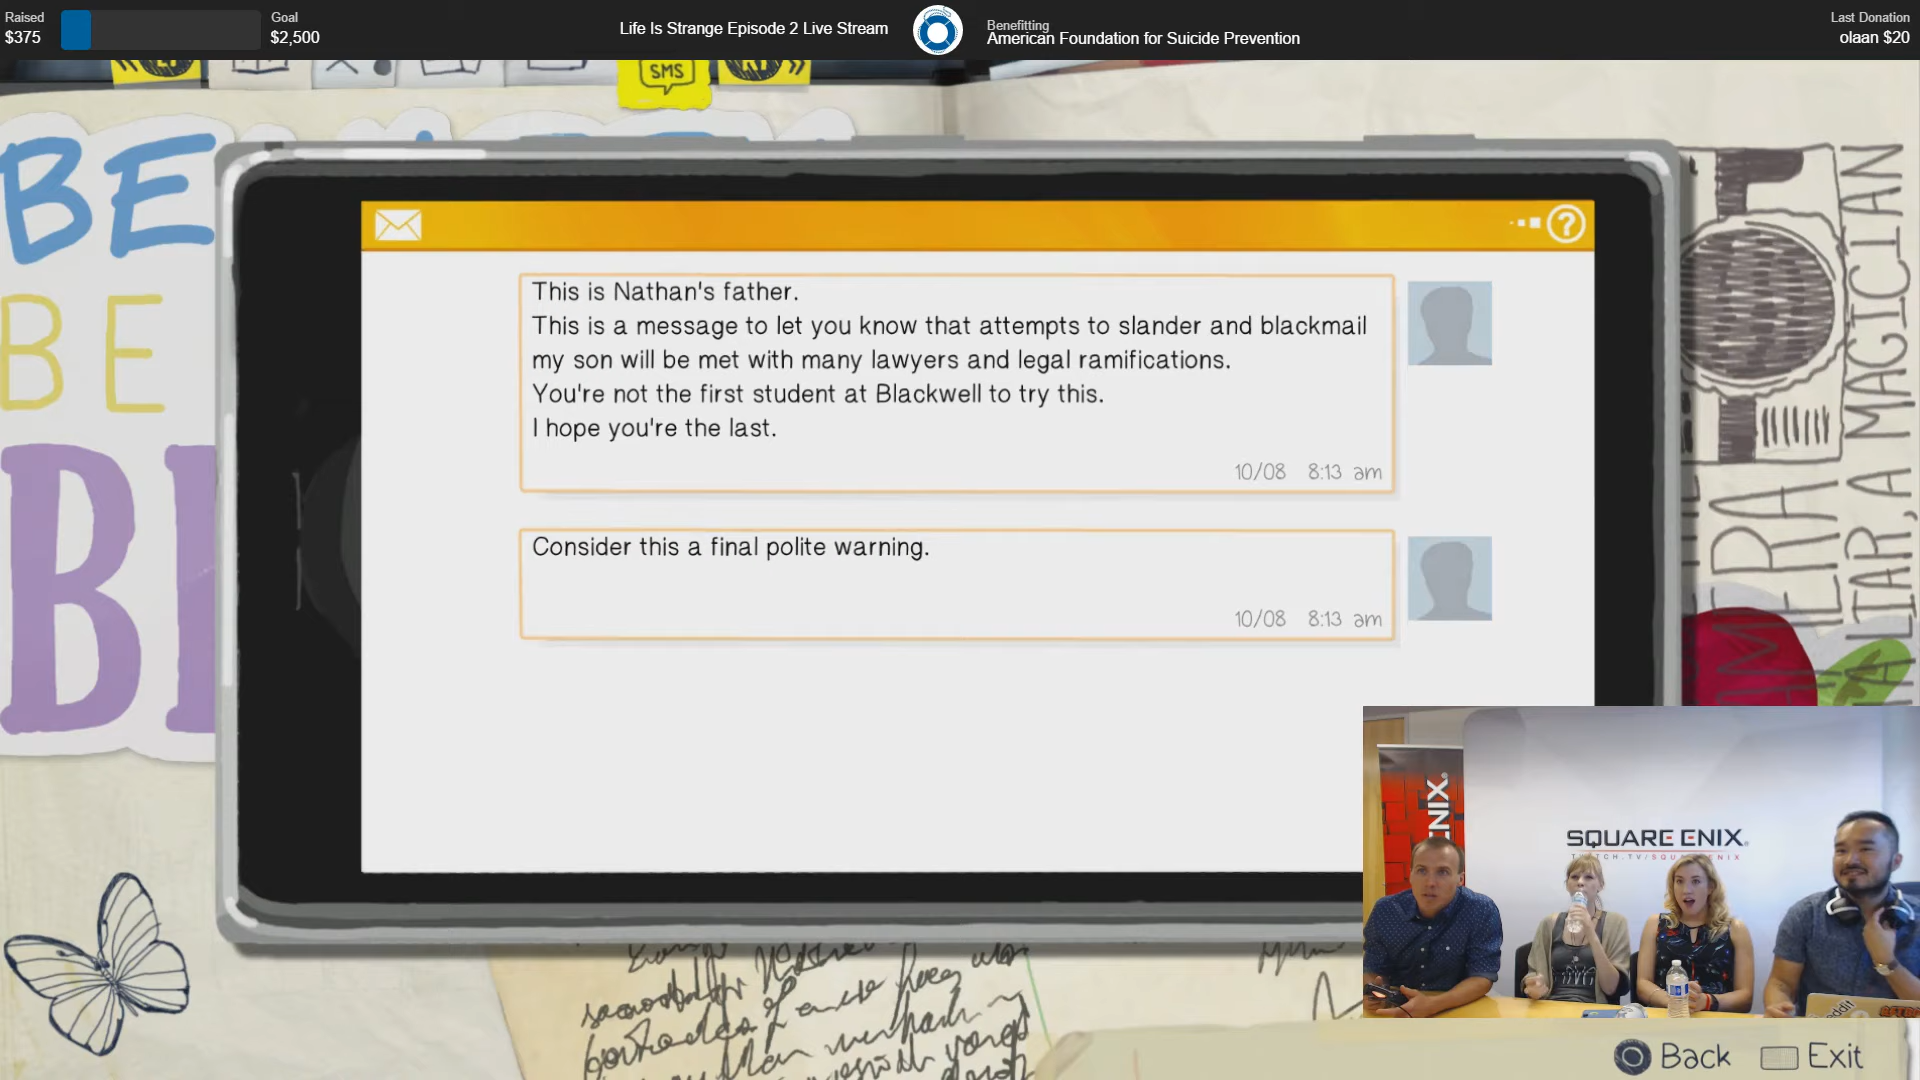 Raised
$375
Goal
$2,500
Life Is Strange Episode 2 Live Stream
Benefitting
American Foundation for Suicide Prevention
Last Donation
olaan $20
SMS
BE
BE
This is Nathan's father.
This is a message to let you know that attempts to slander and blackmail
my son will be met with many lawyers and legal ramifications.
You're not the first student at Blackwell to try this.
I hope you're the last.
10/08 8:13 am
Consider this a final polite warning.
10/08 8:13 am
LIAR, A MAGICIAN
SQUARE ENIX
Back
Exit